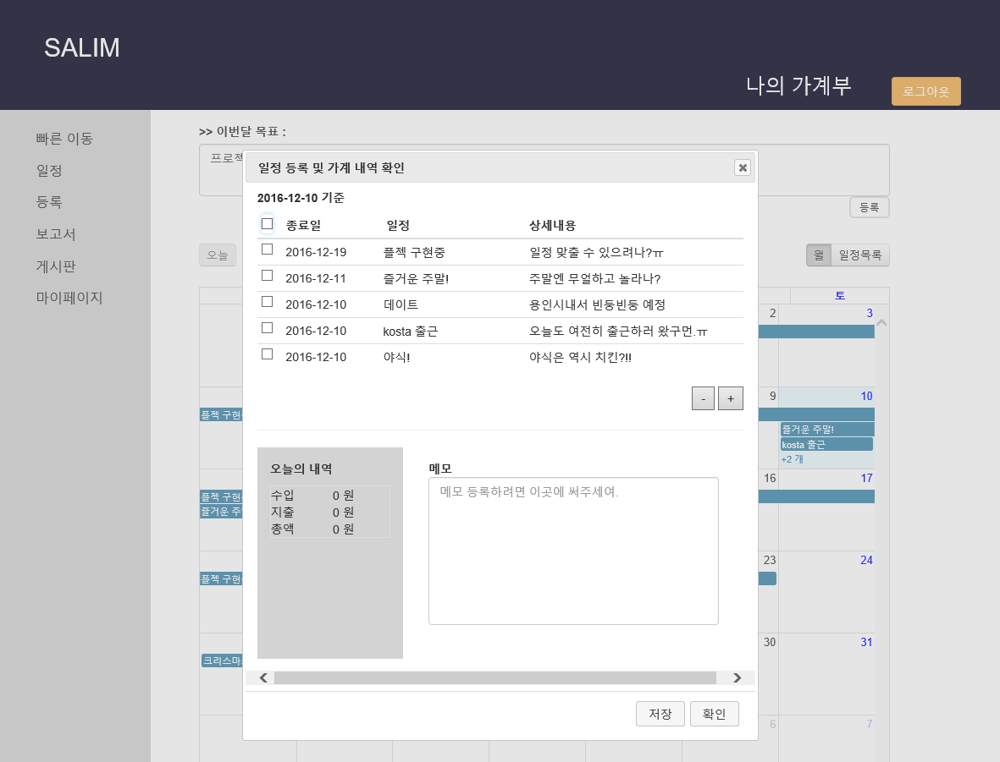 SALIM
나의 가계부
로그아웃
빠른 이동
일정
등록
보고서
게시판
마이페이지
>> 이번달 목표 :
프로젝
등록
오늘
월 일정목록
일정 등록 및 가계 내역 확인
2016-12-10 기준
종료일 일정 상세내용
2016-12-19 플젝 구현중 일정 맞출 수 있으려나?ㅠ
2016-12-11 즐거운 주말! 주말엔 무얼하고 놀라나?
2016-12-10 데이트 용인시내서 빈둥빈둥 예정
2016-12-10 kosta 출근 오늘도 여전히 출근하러 왔구먼.ㅠ
2016-12-10 야식! 야식은 역시 치킨?!!
- +
오늘의 내역
수입 0 원
지출 0 원
총액 0 원
메모
메모 등록하려면 이곳에 써주세여.
저장 확인
토
2 3
9 10
플젝 구현
즐거운 주말!
kosta 출근
+2 개
16 17
플젝 구현
즐거운 주
23 24
플젝 구현
30 31
크리스마
6 7